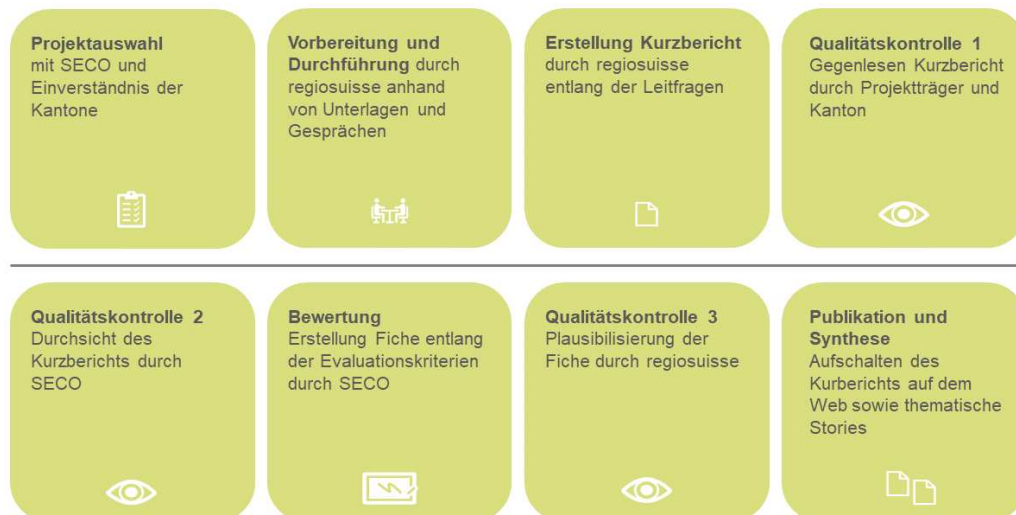 Projektauswahl
mit SECO und
Einverständnis der
Kantone
Vorbereitung und
Durchführung durch
regiosuisse anhand
von Unterlagen und
Gesprächen
Erstellung Kurzbericht
durch regiosuisse
entlang der Leitfragen
Qualitätskontrolle 1
Gegenlesen Kurzbericht
durch Projektträger und
Kanton
Qualitätskontrolle 2
Durchsicht des
Kurzberichts durch
SECO
Bewertung
Erstellung Fiche entlang
der Evaluationskriterien
durch SECO
Qualitätskontrolle 3
Plausibilisierung der
Fiche durch regiosuisse
Publikation und
Synthese
Aufschalten des
Kurberichts auf dem
Web sowie thematische
Stories